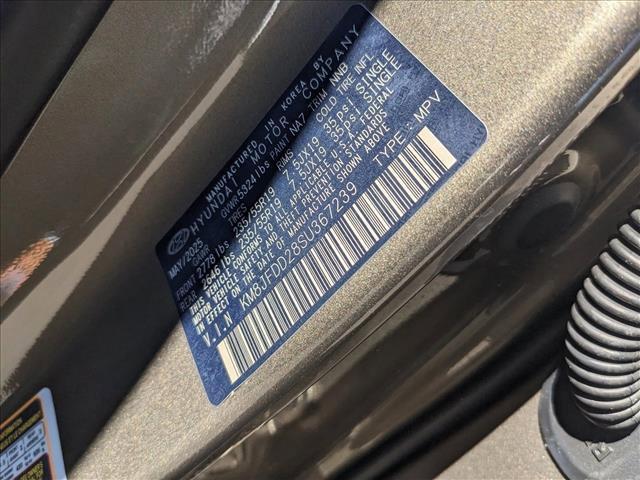 MANUFACTURED IN KOREA BY
HYUNDAI MOTOR COMPANY
MAY/2025 GVWR:5324 lbs PAINT:NA7 TRIM NNB
GAWR TIRES RIMS COLD TIRE INFL
FRONT 2778 lbs 235/55R19 7.5JX19 35psi SINGLE
REAR 2646 lbs 235/55R19 7.5JX19 35psi SINGLE
THIS VEHICLE CONFORMS TO ALL APPLICABLE U.S. FEDERAL
MOTOR VEHICLE SAFETY AND BUMPER STANDARDS
IN EFFECT ON THE DATE OF MANUFACTURE SHOWN ABOVE
V.I.N KM8JFDD28SU367239 TYPE : MPV